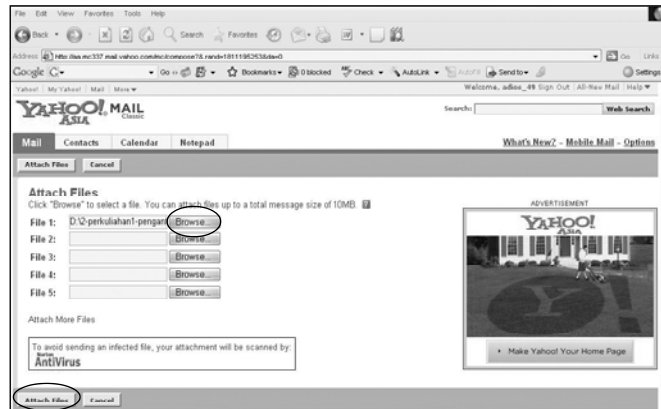 File Edit View Favorites Tools Help
Back Search Favorites
Address http://aa.mc337.mail.yahoo.com/mc/compose?&.rand=1811195253&da=0 Go Links
Google G Go Bookmarks 0 blocked Check AutoLink AutoFill Send to Settings
Yahoo! My Yahoo! Mail More Welcome, adios_49 Sign Out All-New Mail Help
YAHOO! MAIL
ASIA Classic
Search: Web Search
Mail Contacts Calendar Notepad What's New? - Mobile Mail - Options
Attach Files Cancel
Attach Files
Click "Browse" to select a file. You can attach files up to a total message size of 10MB.
File 1: D:\2-perkuliahan1-pengant Browse...
File 2: Browse...
File 3: Browse...
File 4: Browse...
File 5: Browse...
Attach More Files
To avoid sending an infected file, your attachment will be scanned by:
Norton
AntiVirus
ADVERTISEMENT
YAHOO!
ASIA
Y!
Make Yahoo! Your Home Page
Attach Files Cancel